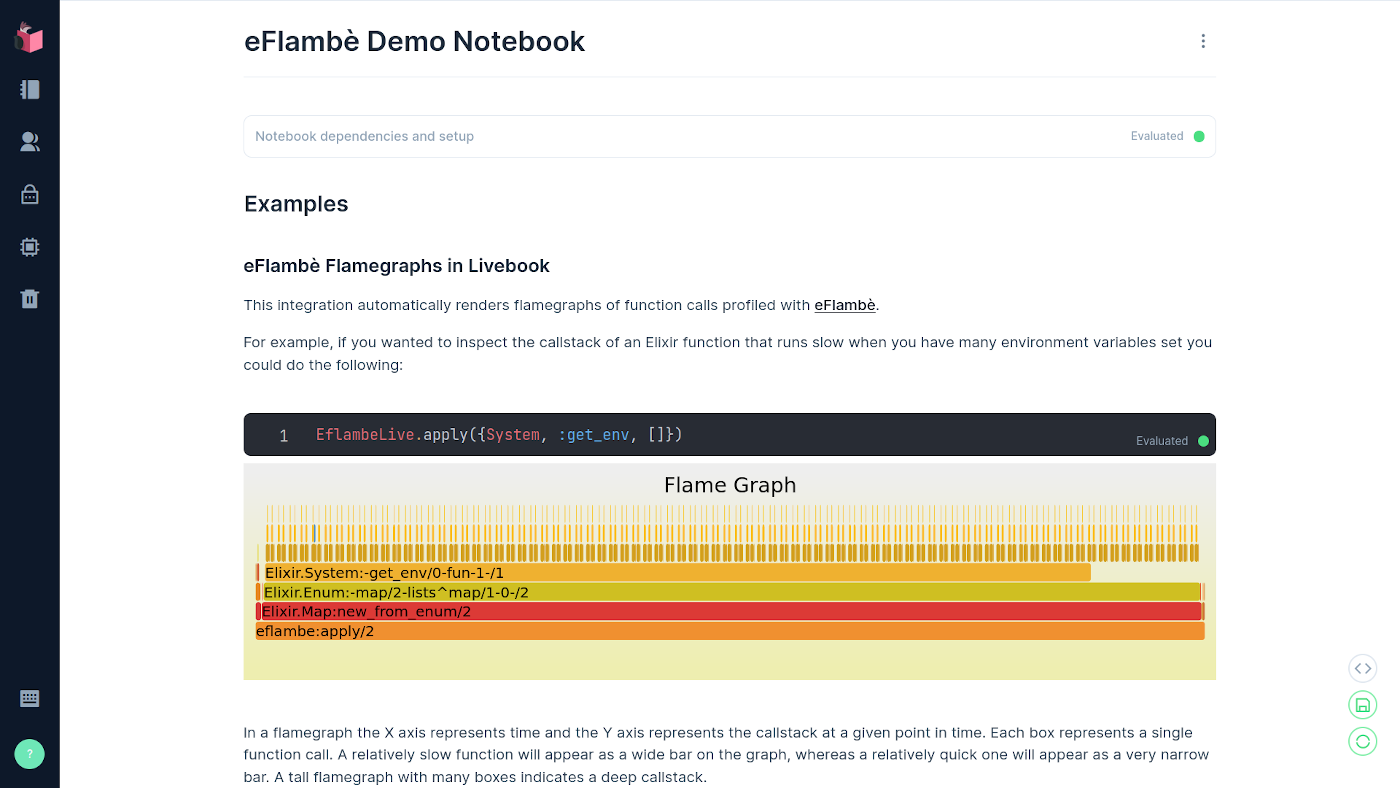 eFlambè Demo Notebook
Notebook dependencies and setup
Evaluated
Examples
eFlambè Flamegraphs in Livebook
This integration automatically renders flamegraphs of function calls profiled with eFlambè.
For example, if you wanted to inspect the callstack of an Elixir function that runs slow when you have many environment variables set you
could do the following:
1 EflambeLive.apply({System, :get_env, []})
Evaluated
Flame Graph
Elixir.System:-get_env/0-fun-1-/1
Elixir.Enum:-map/2-lists^map/1-0-/2
Elixir.Map:new_from_enum/2
eflambe:apply/2
In a flamegraph the X axis represents time and the Y axis represents the callstack at a given point in time. Each box represents a single
function call. A relatively slow function will appear as a wide bar on the graph, whereas a relatively quick one will appear as a very narrow
bar. A tall flamegraph with many boxes indicates a deep callstack.
?